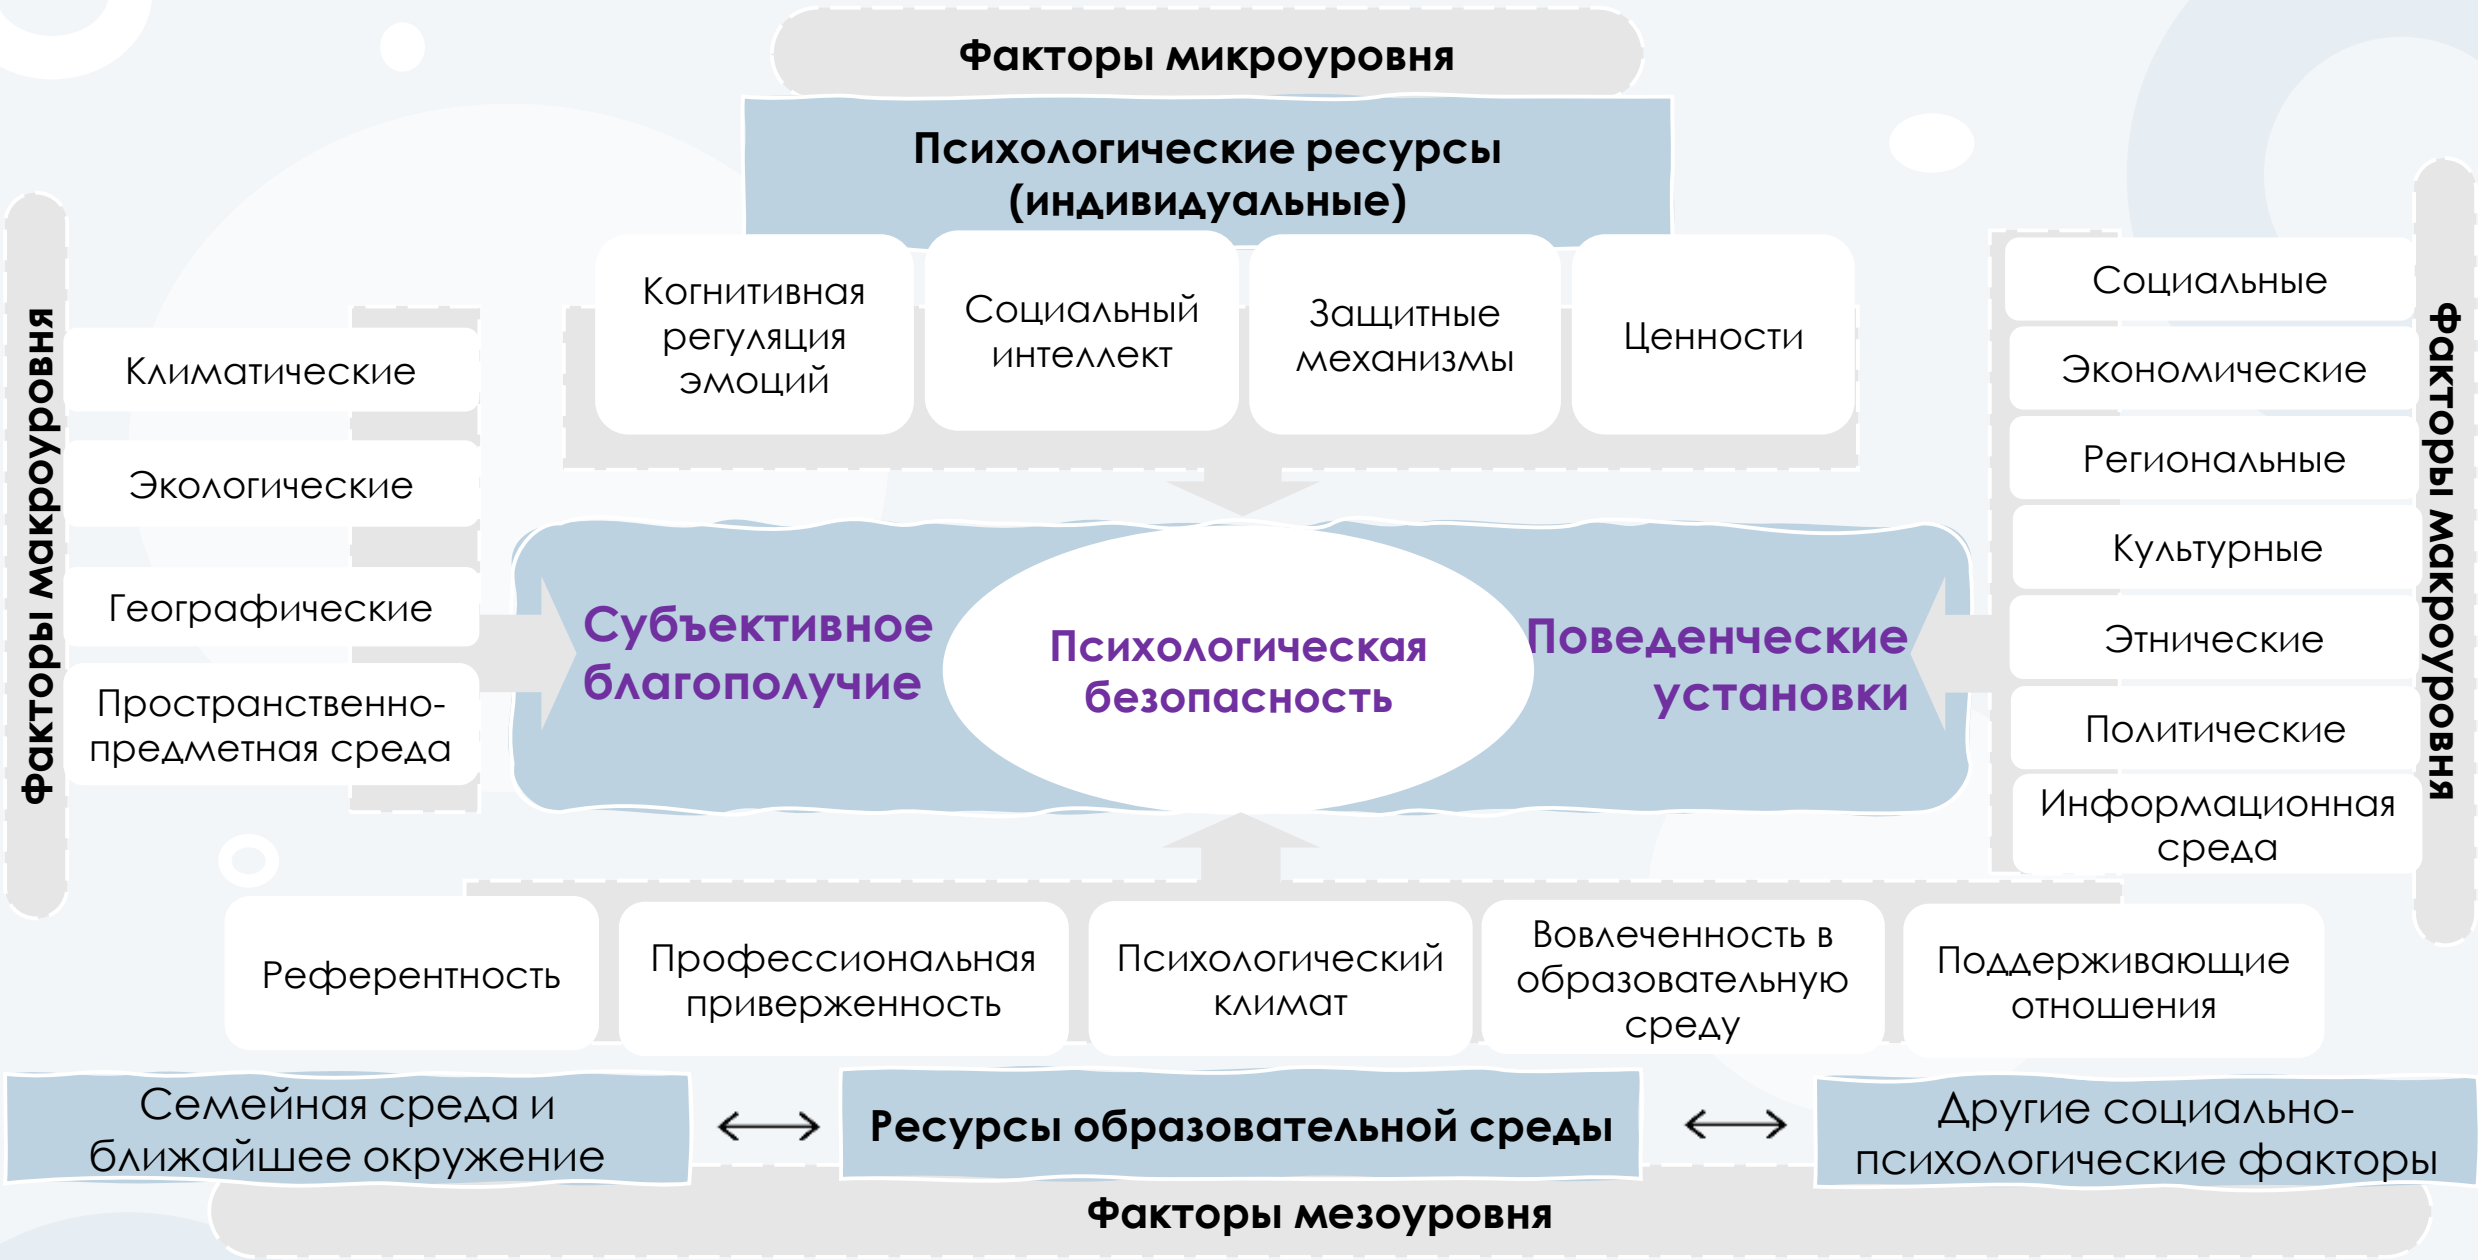 Факторы микроуровня
Психологические ресурсы
(индивидуальные)
Когнитивная
регуляция
эмоций
Социальный
интеллект
Защитные
механизмы
Ценности
Факторы макроуровня
Климатические
Экологические
Географические
Пространственно-
предметная среда
Субъективное
благополучие
Психологическая
безопасность
Поведенческие
установки
Социальные
Экономические
Региональные
Культурные
Этнические
Политические
Информационная
среда
Факторы макроуровня
Референтность
Профессиональная
приверженность
Психологический
климат
Вовлеченность в
образовательную
среду
Поддерживающие
отношения
Семейная среда и
ближайшее окружение
Ресурсы образовательной среды
Другие социально-
психологические факторы
Факторы мезоуровня